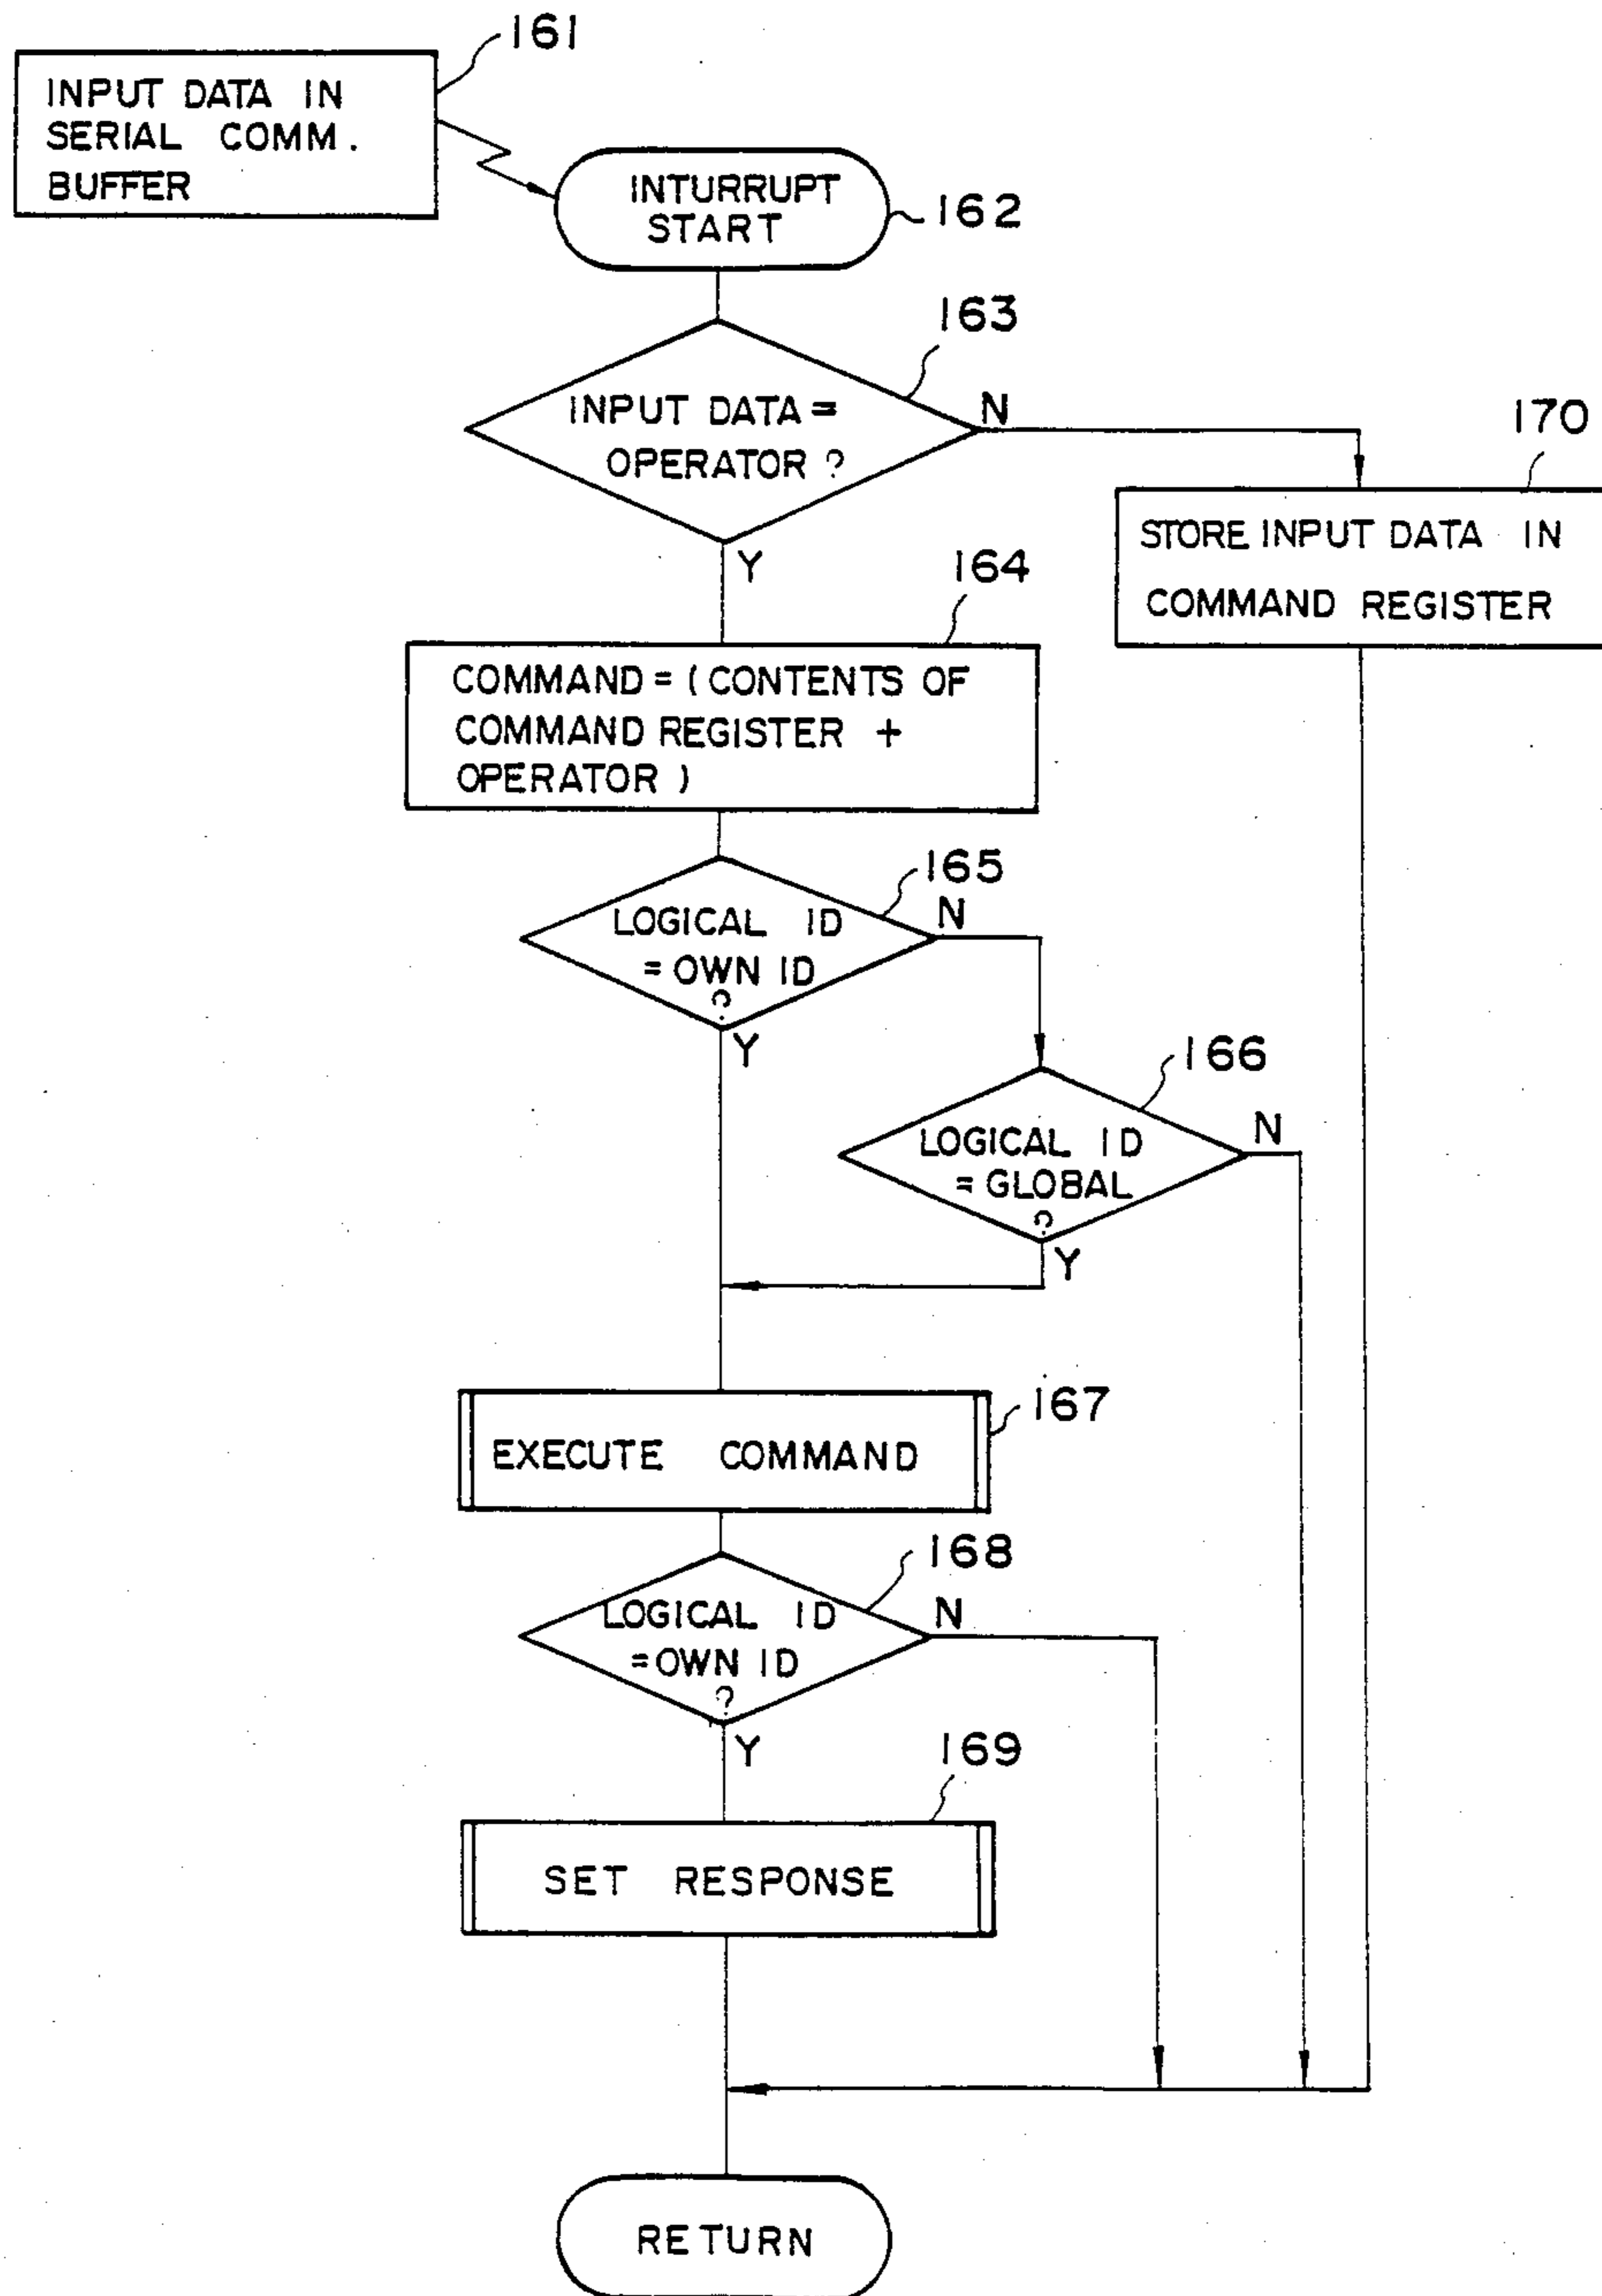 161
INPUT DATA IN
SERIAL COMM.
BUFFER
INTURRUPT
START
162
163
INPUT DATA =
OPERATOR ?
N
Y
170
STORE INPUT DATA IN
COMMAND REGISTER
164
COMMAND = ( CONTENTS OF
COMMAND REGISTER +
OPERATOR )
165
LOGICAL ID
= OWN ID
?
N
Y
166
LOGICAL ID
= GLOBAL
?
N
Y
167
EXECUTE COMMAND
168
LOGICAL ID
= OWN ID
?
N
Y
169
SET RESPONSE
RETURN